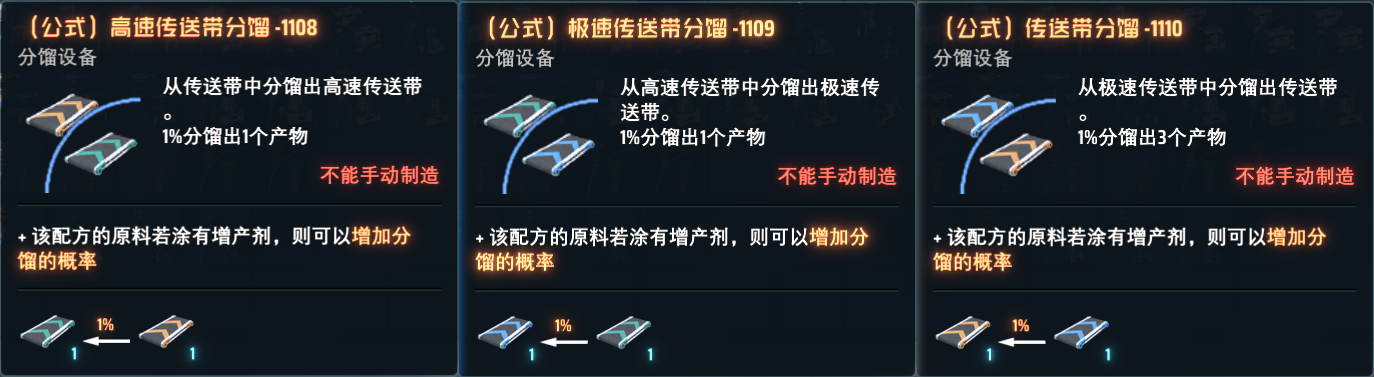 （公式）高速传送带分馏 -1108
分馏设备
从传送带中分馏出高速传送带
。
1%分馏出1个产物
不能手动制造
+ 该配方的原料若涂有增产剂，则可以增加分
馏的概率
1%
1
1
（公式）极速传送带分馏 -1109
分馏设备
从高速传送带中分馏出极速传
送带。
1%分馏出1个产物
不能手动制造
+ 该配方的原料若涂有增产剂，则可以增加分
馏的概率
1%
1
1
（公式）传送带分馏 -1110
分馏设备
从极速传送带中分馏出传送带
。
1%分馏出3个产物
不能手动制造
+ 该配方的原料若涂有增产剂，则可以增加分
馏的概率
1%
1
1